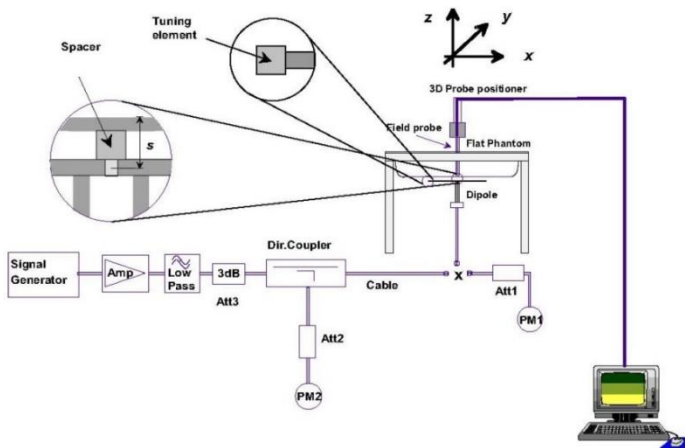 Tuning
element
Spacer
z
y
x
3D Probe positioner
Field probe
Flat Phantom
s
Dipole
Signal
Generator
Amp
Low
Pass
3dB
Att3
Dir.Coupler
Cable
x
Att1
PM1
Att2
PM2